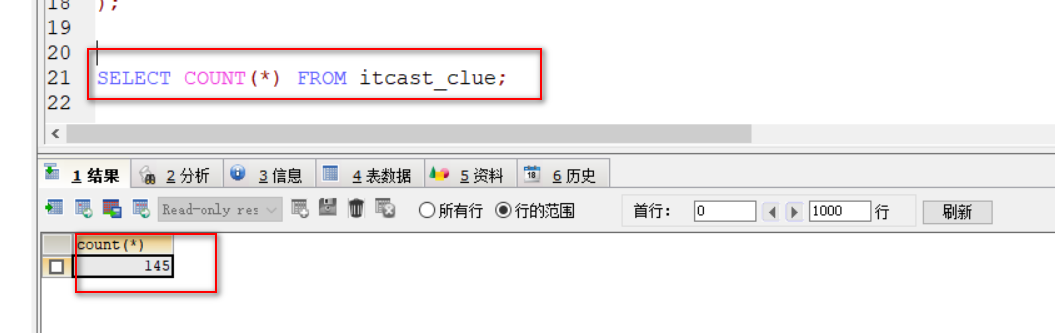 18 );
19
20
21 SELECT COUNT(*) FROM itcast_clue;
22
1 结果 2 分析 3 信息 4 表数据 5 资料 6 历史
Read-only res 所有行 行的范围 首行: 0 1000 行 刷新
count(*)
145